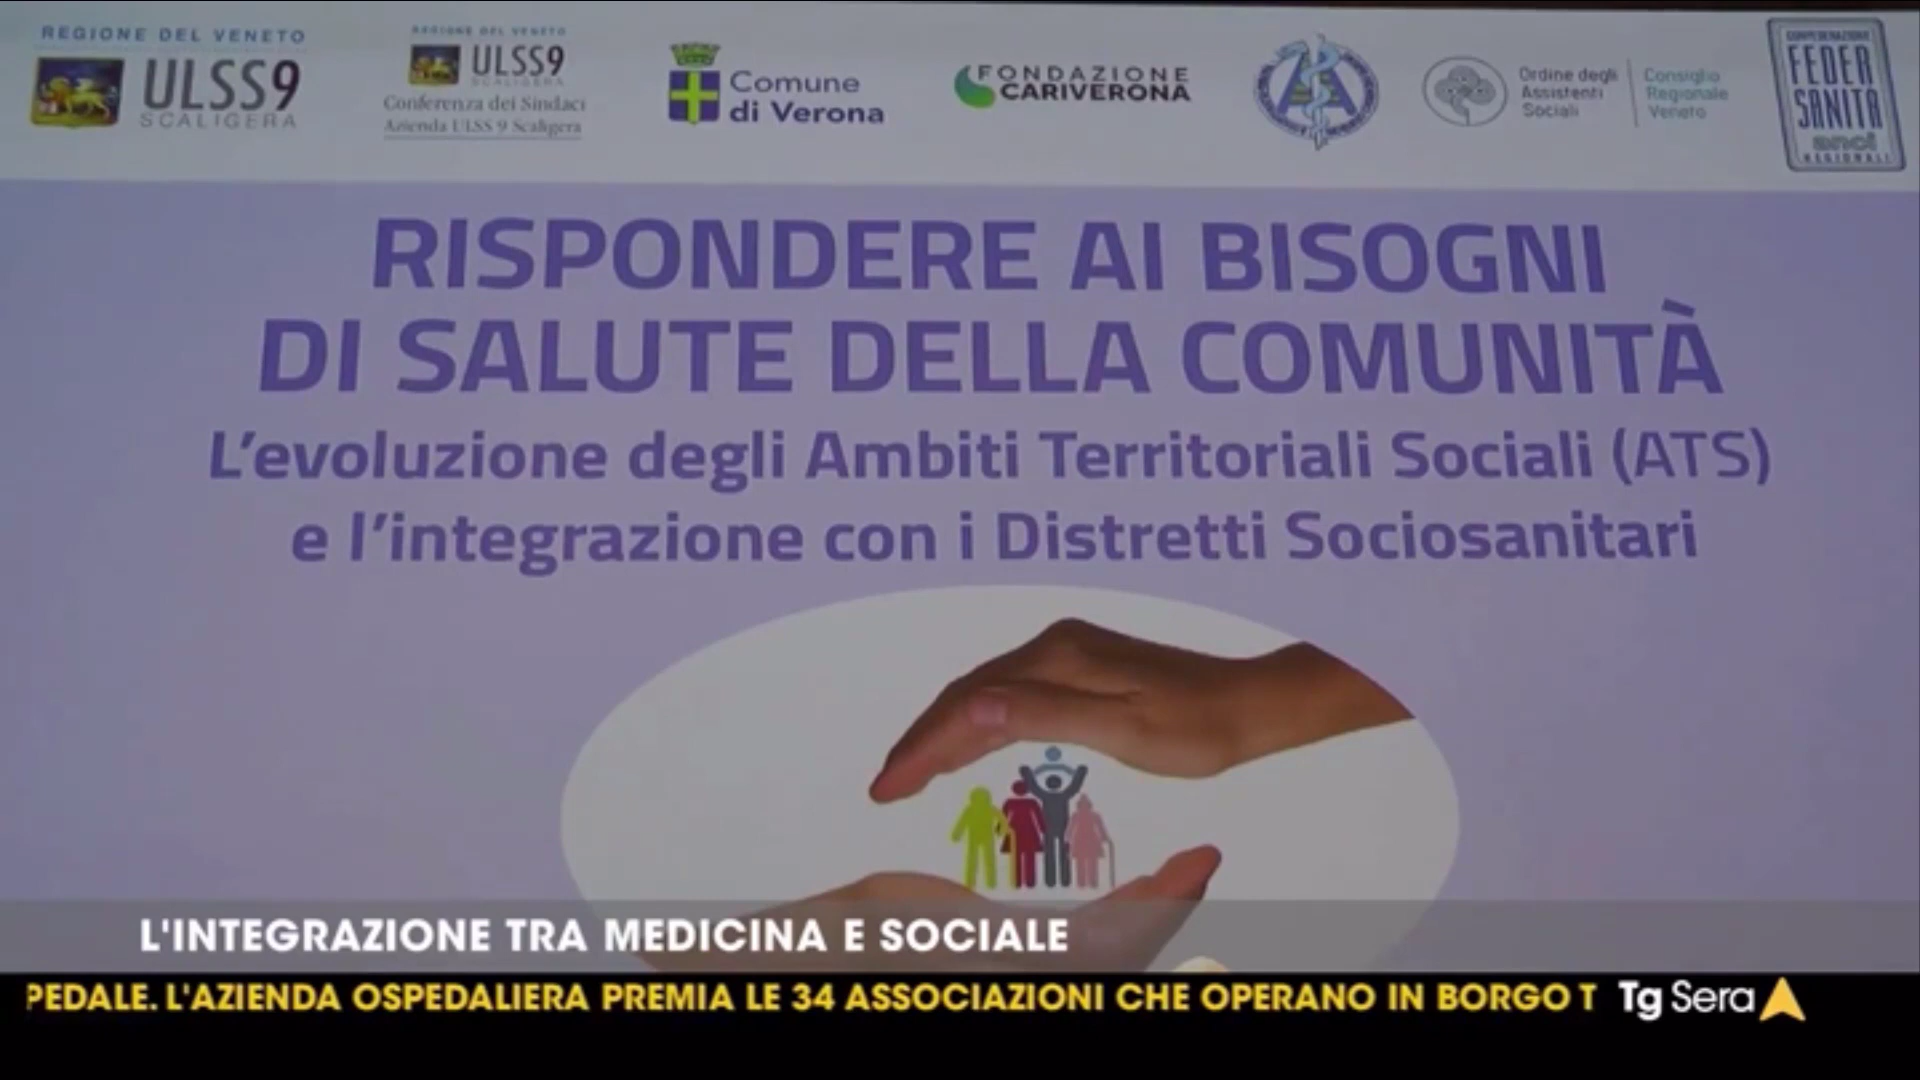 REGIONE DEL VENETO
ULSS9
SCALIGERA
REGIONE DEL VENETO
ULSS9
SCALIGERA
Conferenza dei Sindaci
Azienda ULSS 9 Scaligera
Comune
di Verona
FONDAZIONE
CARIVERONA
Ordine degli
Assistenti
Sociali
Consiglio
Regionale
Veneto
CONFEDERAZIONE
FEDER
SANITÀ
anci
REGIONALI
RISPONDERE AI BISOGNI
DI SALUTE DELLA COMUNITÀ
L'evoluzione degli Ambiti Territoriali Sociali (ATS)
e l'integrazione con i Distretti Sociosanitari
L'INTEGRAZIONE TRA MEDICINA E SOCIALE
PEDALE. L'AZIENDA OSPEDALIERA PREMIA LE 34 ASSOCIAZIONI CHE OPERANO IN BORGO T
Tg Sera